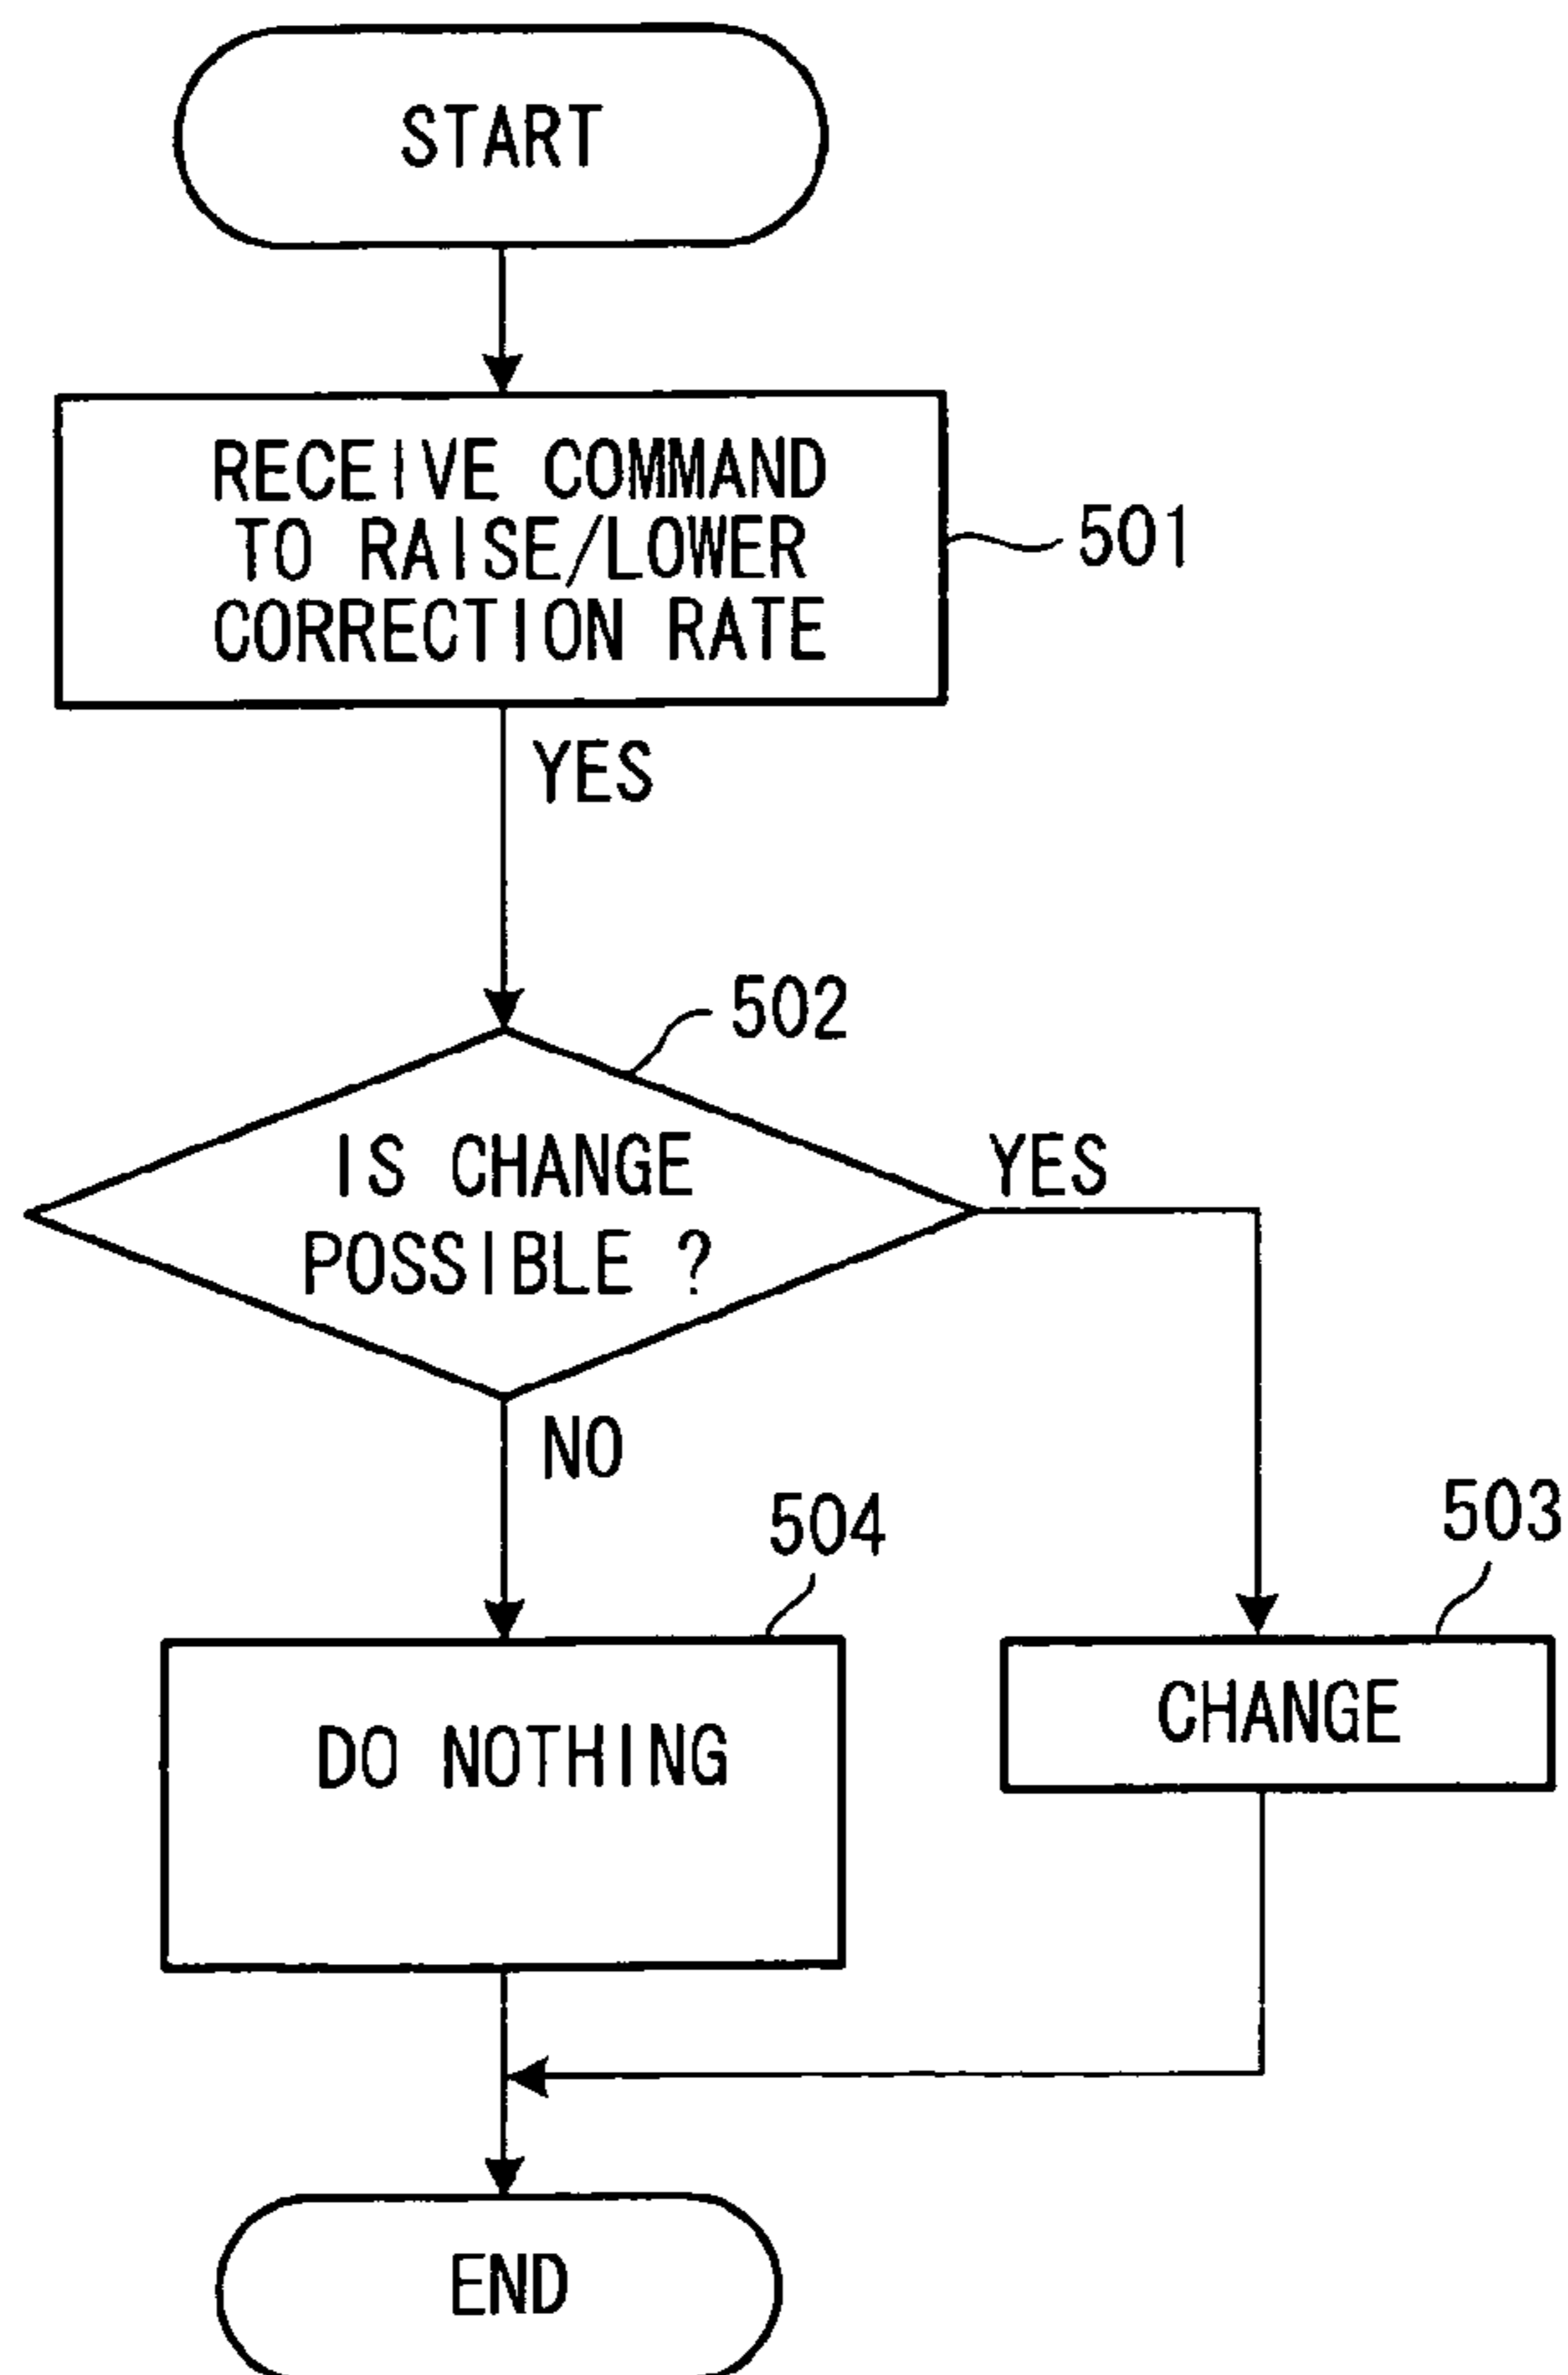 START
RECEIVE COMMAND
TO RAISE/LOWER
CORRECTION RATE
501
YES
502
IS CHANGE
POSSIBLE ?
YES
NO
504
503
DO NOTHING
CHANGE
END